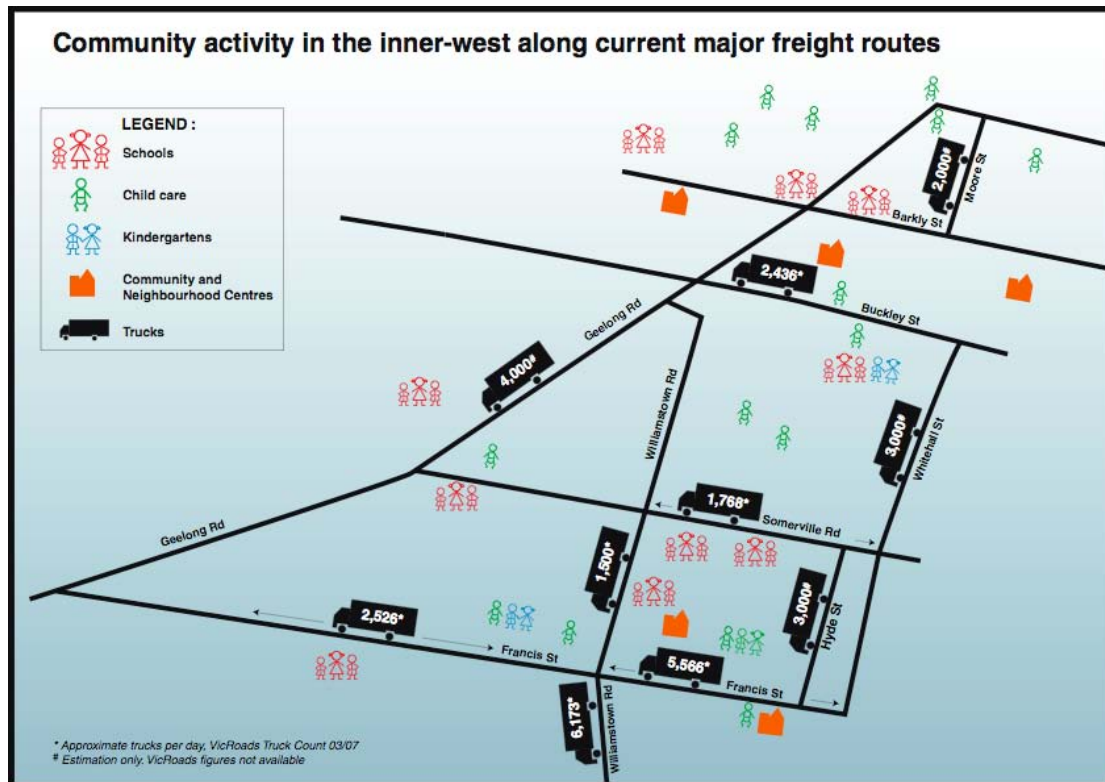 Community activity in the inner-west along current major freight routes
LEGEND :
Schools
Child care
Kindergartens
Community and
Neighbourhood Centres
Trucks
2,000#
Moore St
Barkly St
2,436*
Buckley St
Geelong Rd
4,000#
Williamstown Rd
3,000#
Whitehall St
1,768*
Somerville Rd
Geelong Rd
1,500*
3,000#
Hyde St
2,526*
Francis St
5,566*
Francis St
6,173*
Williamstown Rd
* Approximate trucks per day, VicRoads Truck Count 03/07
# Estimation only. VicRoads figures not available